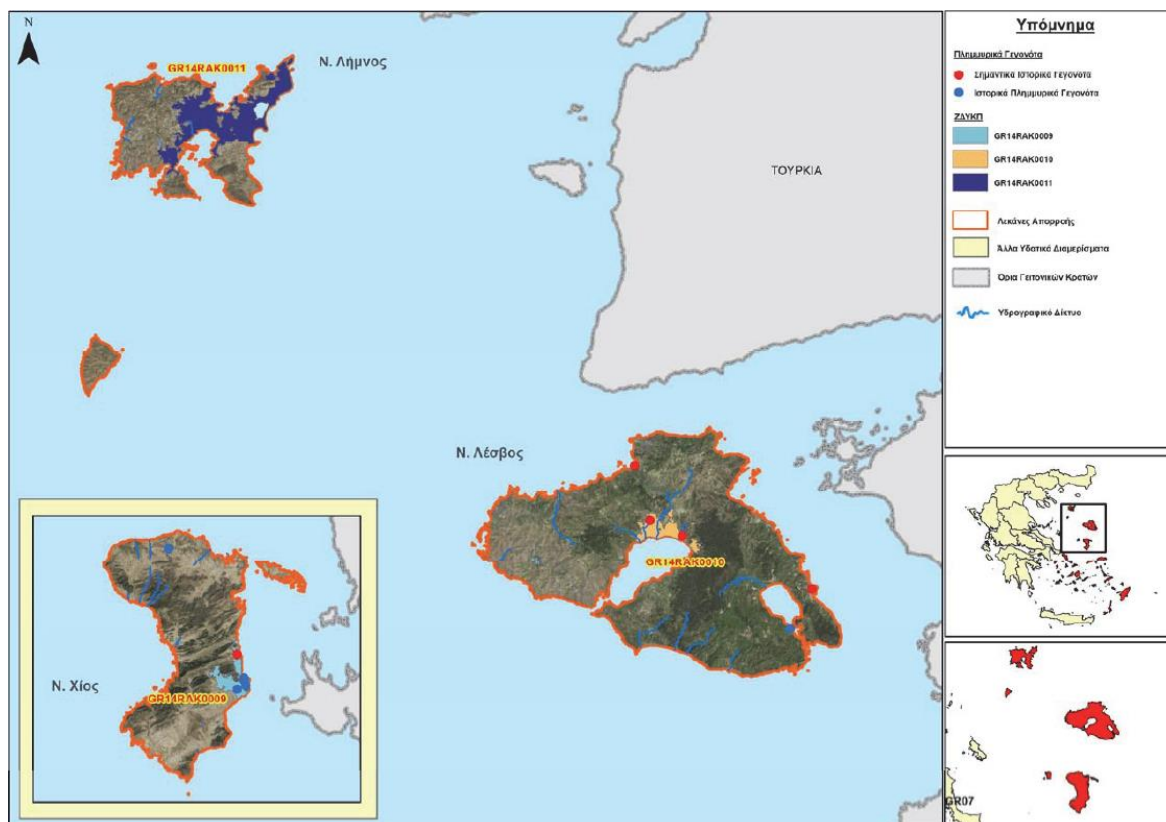 N
Ν. Λήμνος
GR14RAK0011
ΤΟΥΡΚΙΑ
Ν. Λέσβος
GR14RAK0010
Ν. Χίος
GR14RAK0009
Υπόμνημα
Πλημμυρικά Γεγονότα
Σημαντικά Ιστορικά Γεγονότα
Ιστορικά Πλημμυρικά Γεγονότα
ΖΔΥΚΠ
GR14RAK0009
GR14RAK0010
GR14RAK0011
Λεκάνες Απορροής
Άλλα Υδατικά Διαμερίσματα
Όρια Γειτονικών Κρατών
Υδρογραφικό Δίκτυο
GR07